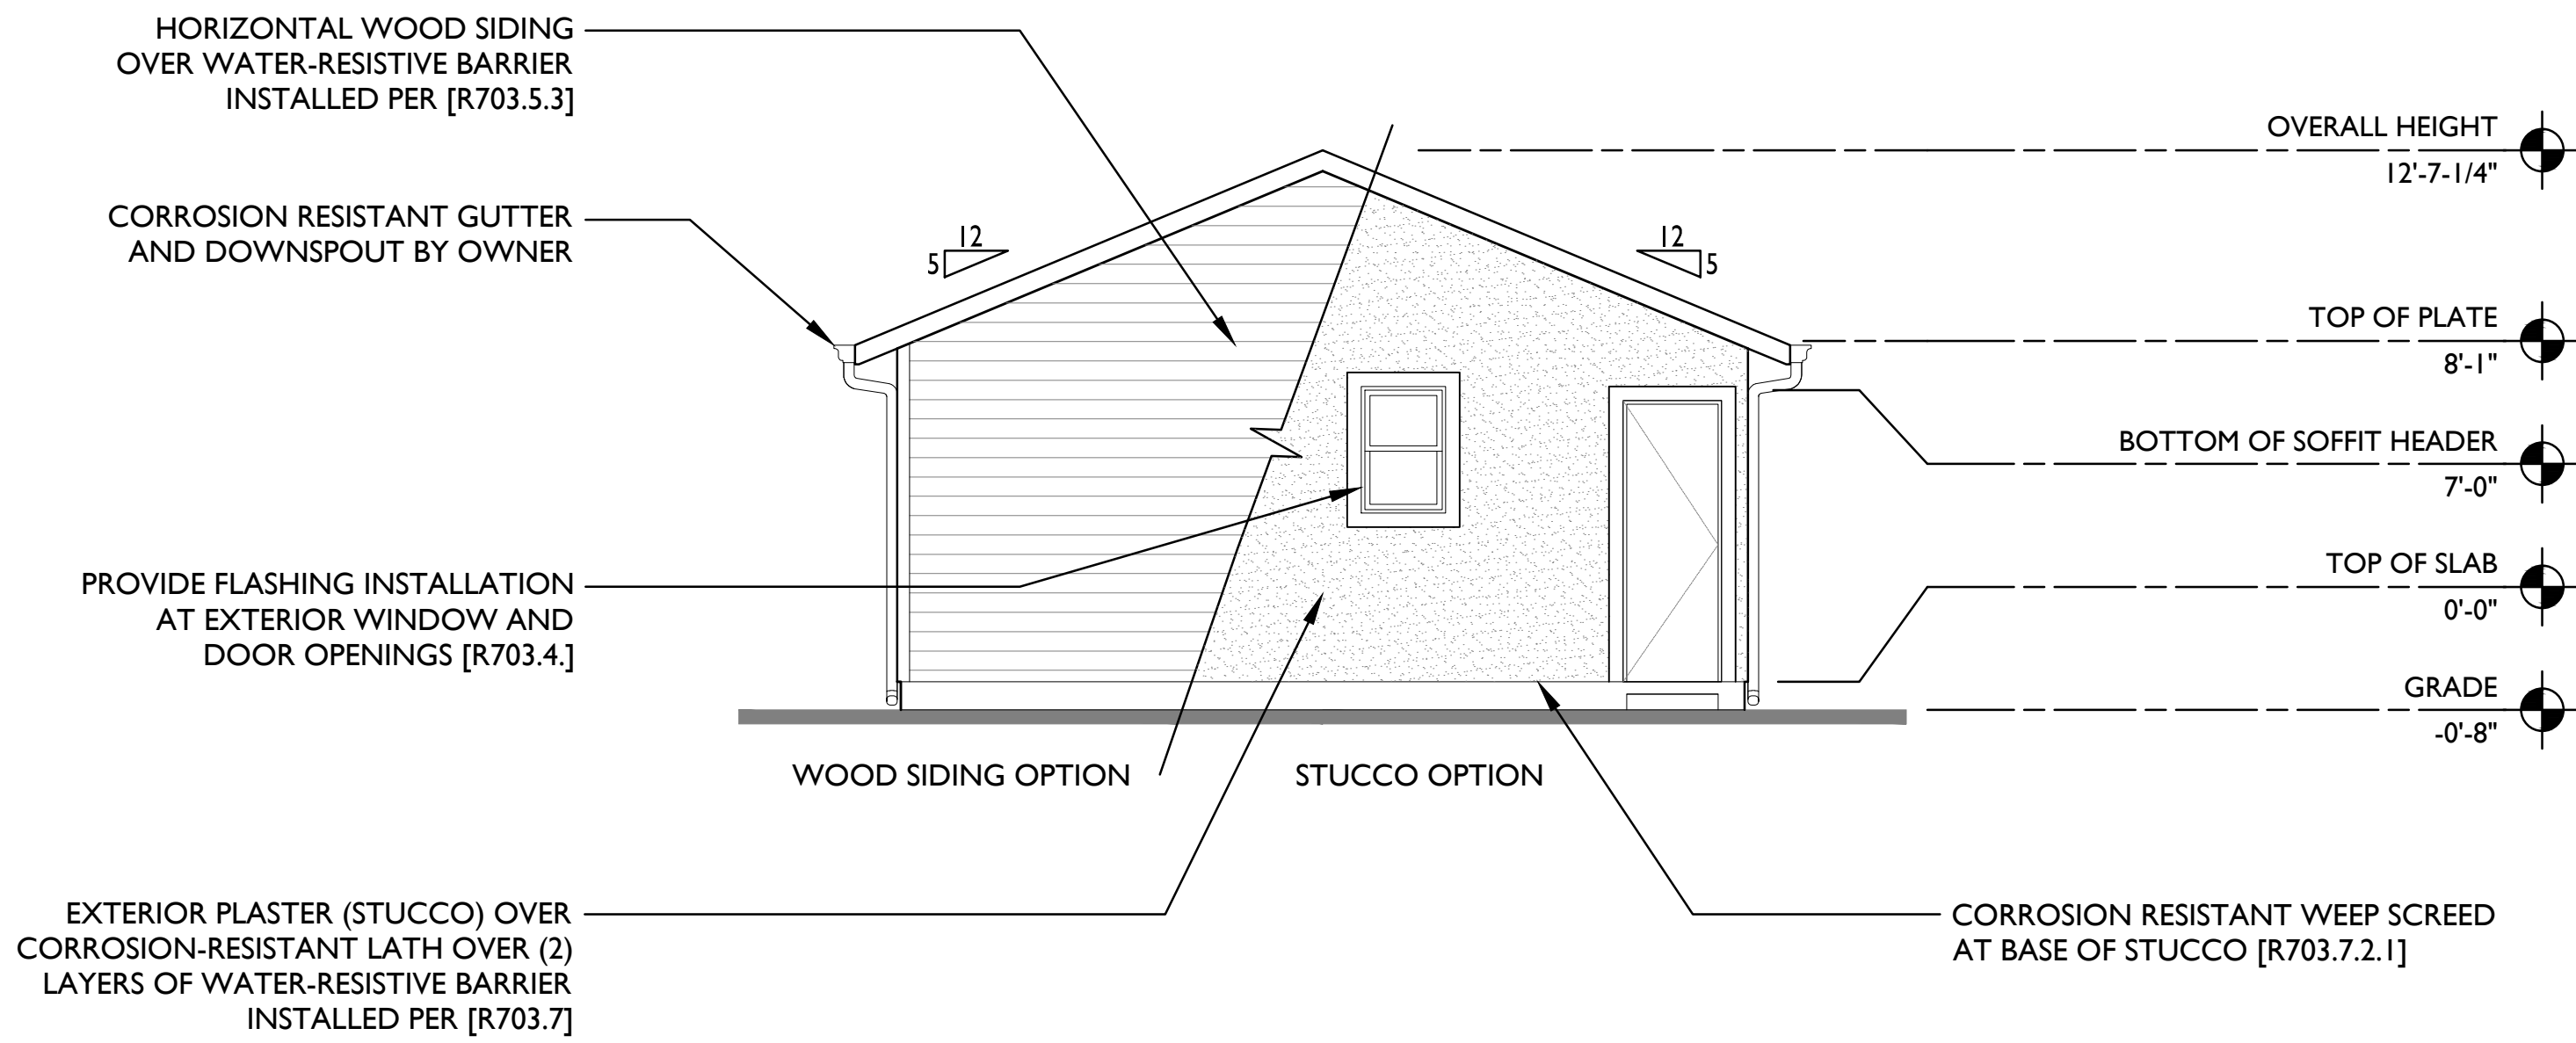 HORIZONTAL WOOD SIDING
OVER WATER-RESISTIVE BARRIER
INSTALLED PER [R703.5.3]
OVERALL HEIGHT
12'-7-1/4"
CORROSION RESISTANT GUTTER
AND DOWNSPOUT BY OWNER
12
5
12
5
TOP OF PLATE
8'-1"
BOTTOM OF SOFFIT HEADER
7'-0"
PROVIDE FLASHING INSTALLATION
AT EXTERIOR WINDOW AND
DOOR OPENINGS [R703.4.]
TOP OF SLAB
0'-0"
GRADE
-0'-8"
WOOD SIDING OPTION
STUCCO OPTION
EXTERIOR PLASTER (STUCCO) OVER
CORROSION-RESISTANT LATH OVER (2)
LAYERS OF WATER-RESISTIVE BARRIER
INSTALLED PER [R703.7]
CORROSION RESISTANT WEEP SCREED
AT BASE OF STUCCO [R703.7.2.1]